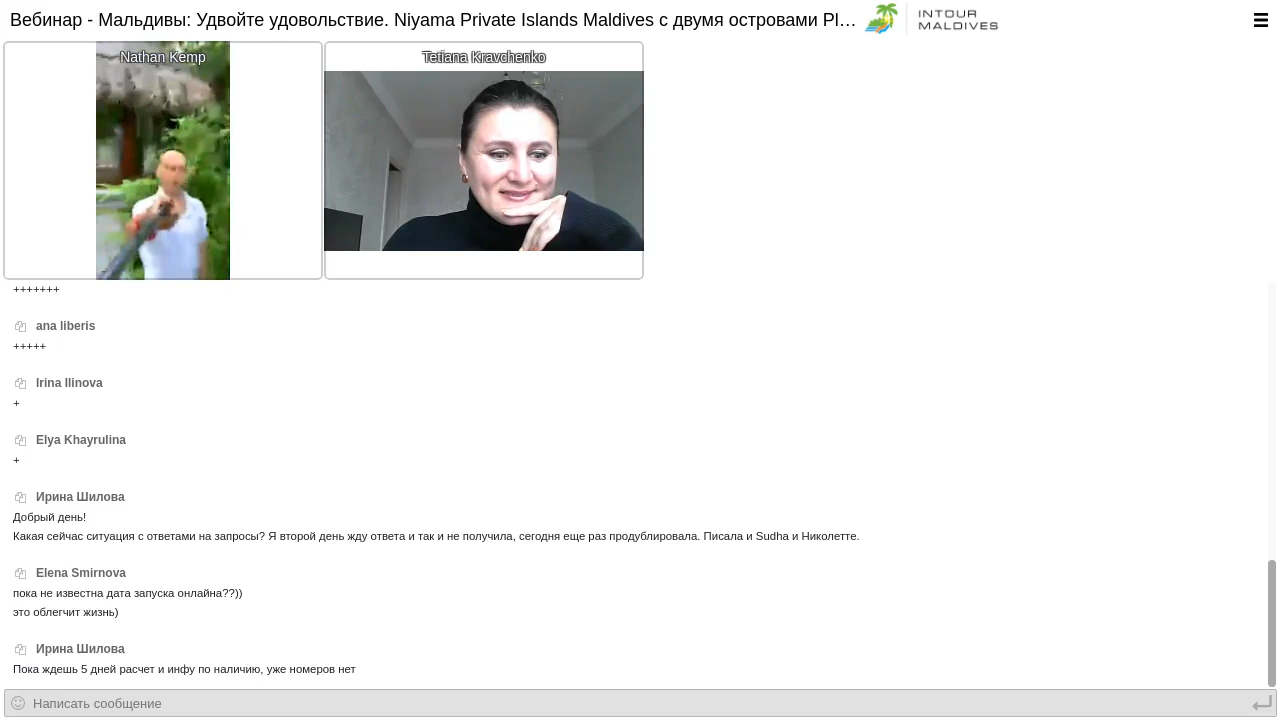 Вебинар - Мальдивы: Удвойте удовольствие. Niyama Private Islands Maldives с двумя островами Pl…
INTOUR
MALDIVES
Nathan Kemp
Tetiana Kravchenko
+++++++
ana liberis
+++++
Irina Ilinova
+
Elya Khayrulina
+
Ирина Шилова
Добрый день!
Какая сейчас ситуация с ответами на запросы? Я второй день жду ответа и так и не получила, сегодня еще раз продублировала. Писала и Sudha и Николетте.
Elena Smirnova
пока не известна дата запуска онлайна??))
это облегчит жизнь)
Ирина Шилова
Пока ждешь 5 дней расчет и инфу по наличию, уже номеров нет
Написать сообщение